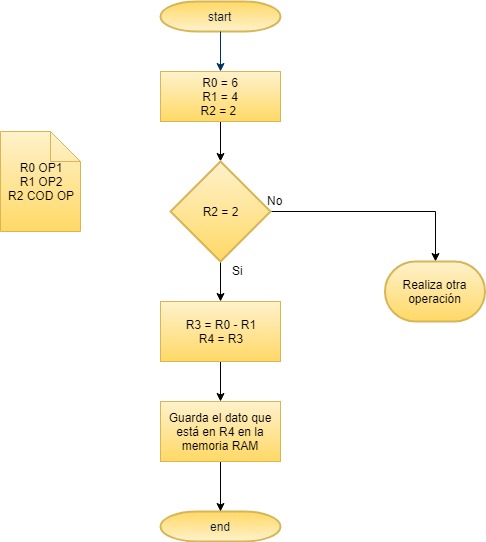 start
R0 = 6
R1 = 4
R2 = 2
R0 OP1
R1 OP2
R2 COD OP
R2 = 2
No
Si
Realiza otra
operación
R3 = R0 - R1
R4 = R3
Guarda el dato que
está en R4 en la
memoria RAM
end